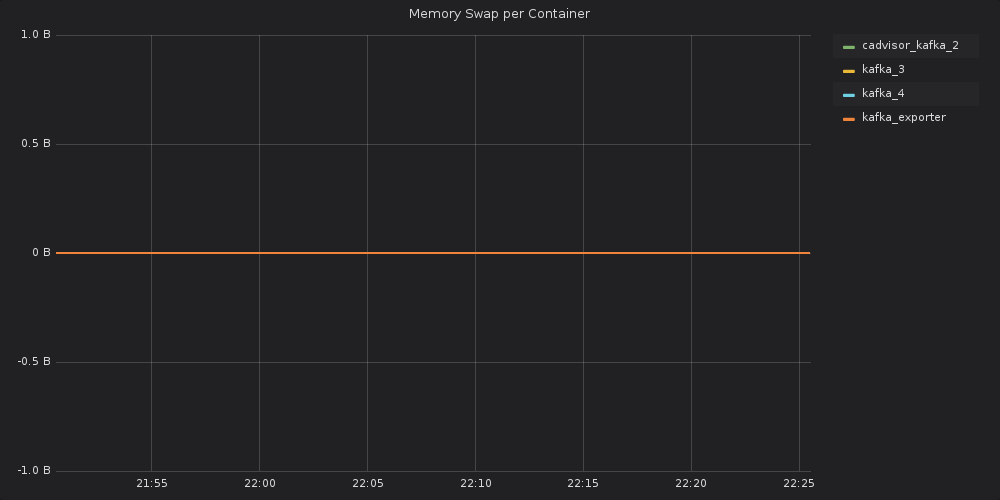 Memory Swap per Container
1.0 B
0.5 B
0 B
-0.5 B
-1.0 B
21:55 22:00 22:05 22:10 22:15 22:20 22:25
cadvisor_kafka_2
kafka_3
kafka_4
kafka_exporter